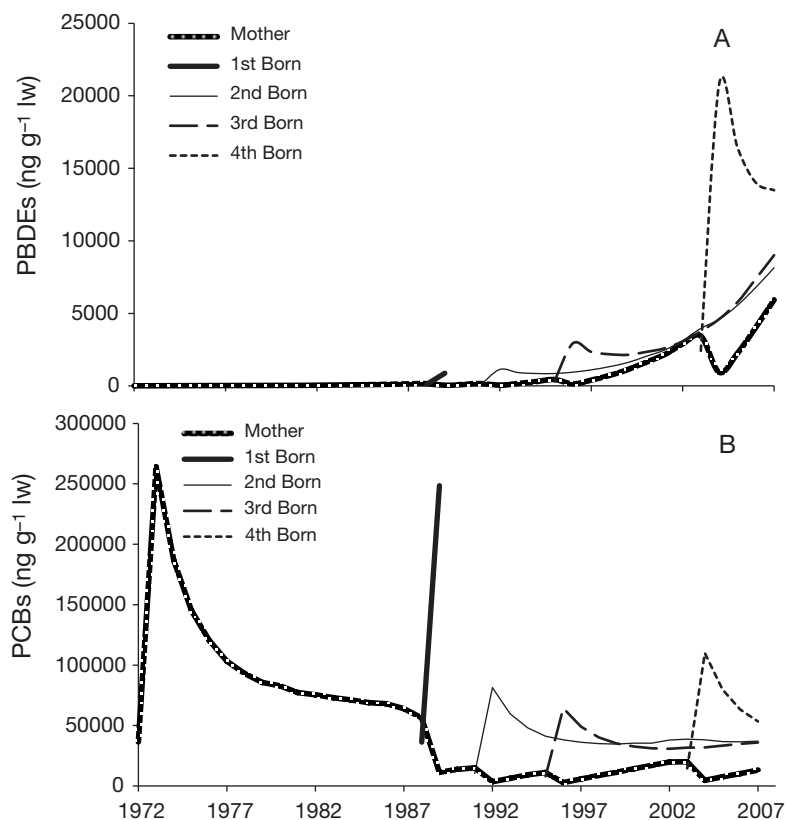 25000
20000
15000
10000
5000
0
PBDEs (ng g⁻¹ lw)
Mother
1st Born
2nd Born
3rd Born
4th Born
A
300000
250000
200000
150000
100000
50000
0
PCBs (ng g⁻¹ lw)
Mother
1st Born
2nd Born
3rd Born
4th Born
B
1972 1977 1982 1987 1992 1997 2002 2007